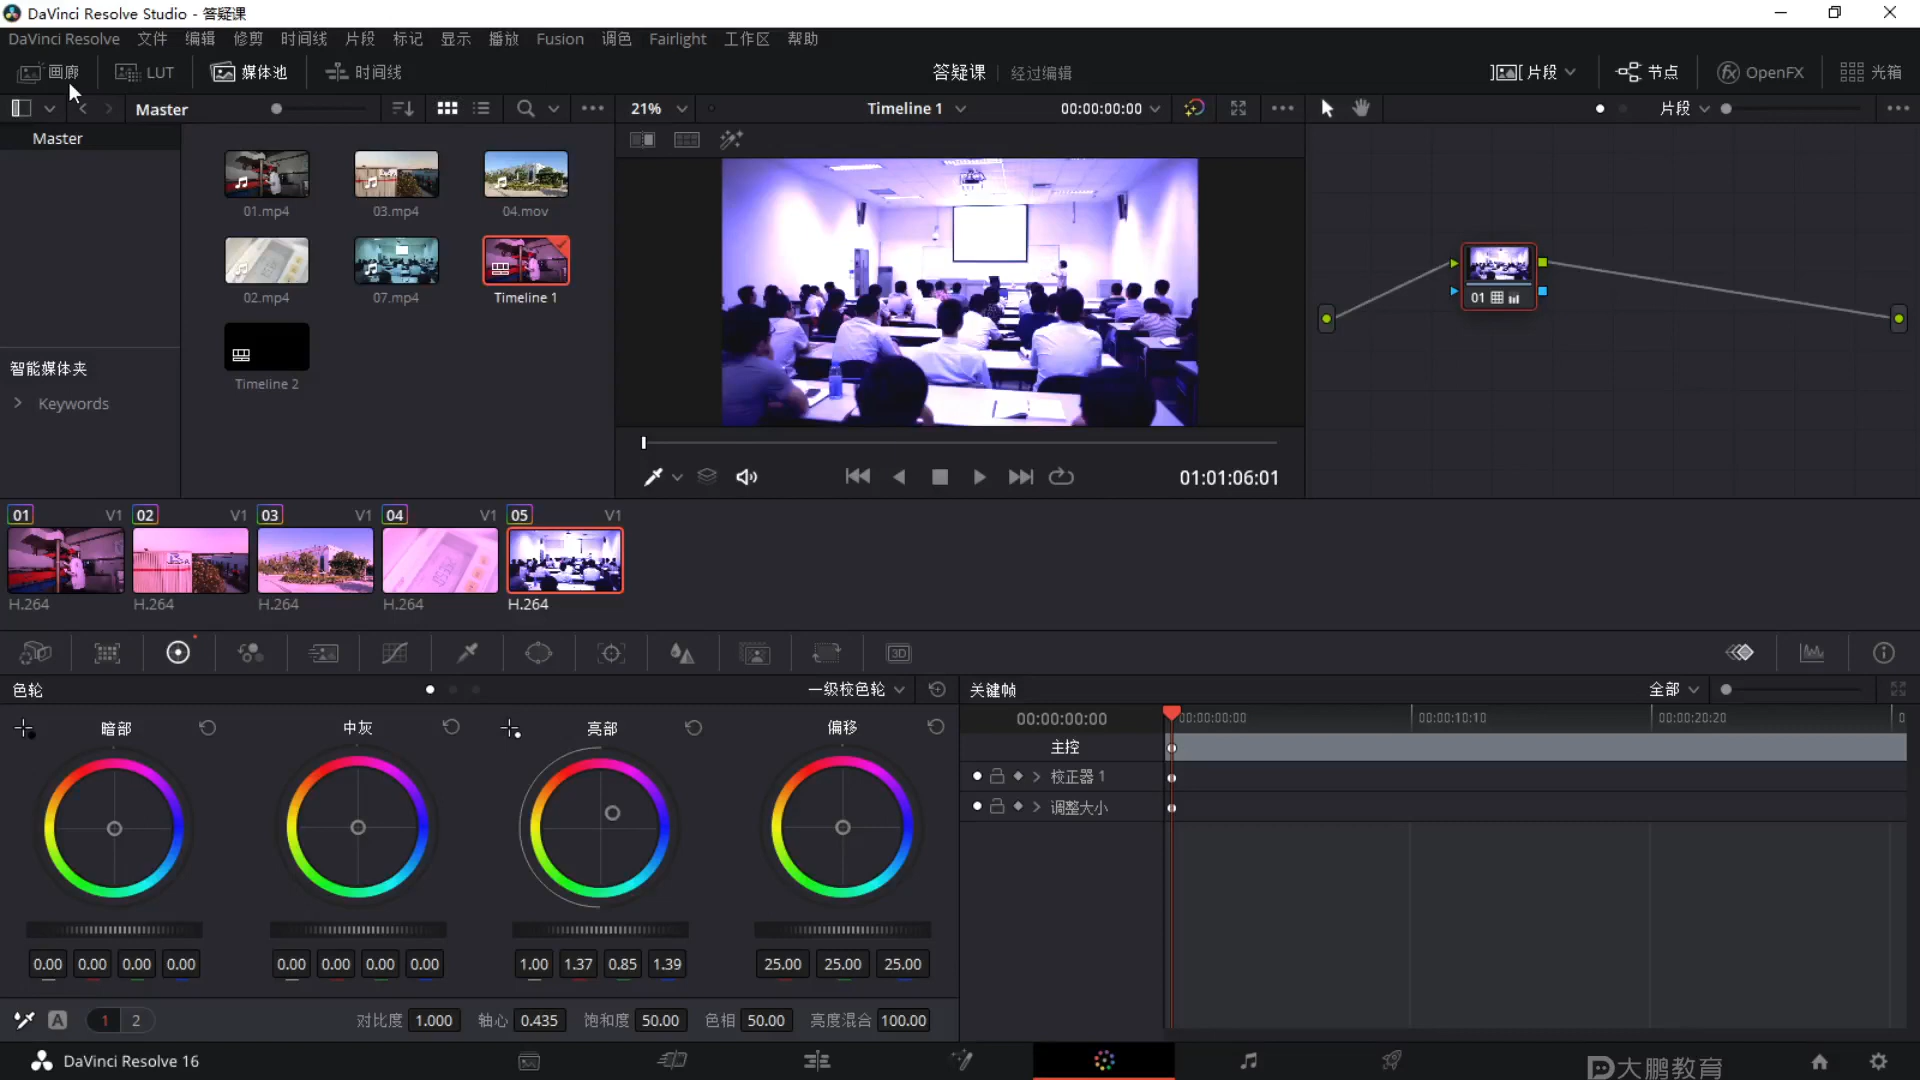 DaVinci Resolve Studio - 答疑课
DaVinci Resolve 文件 编辑 修剪 时间线 片段 标记 显示 播放 Fusion 调色 Fairlight 工作区 帮助
画廊 LUT 媒体池 时间线 答疑课 经过编辑 片段 节点 OpenFX 光箱
Master 21% Timeline 1 00:00:00:00 片段
Master
01.mp4 03.mp4 04.mov
02.mp4 07.mp4 Timeline 1
Timeline 2
智能媒体夹
Keywords
01
01:01:06:01
01 V1 02 V1 03 V1 04 V1 05 V1
H.264 H.264 H.264 H.264 H.264
3D
色轮 一级校色轮 关键帧 全部
暗部 中灰 亮部 偏移
00:00:00:00 00:00:00:00 00:00:10:10 00:00:20:20
主控
校正器 1
调整大小
0.00 0.00 0.00 0.00 0.00 0.00 0.00 0.00 1.00 1.37 0.85 1.39 25.00 25.00 25.00
A 1 2 对比度 1.000 轴心 0.435 饱和度 50.00 色相 50.00 亮度混合 100.00
DaVinci Resolve 16
大鹏教育